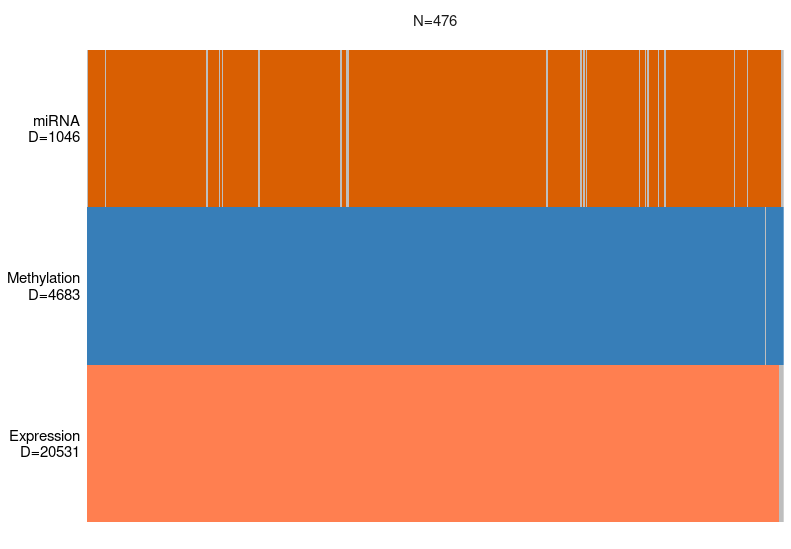 N=476
miRNA
D=1046
Methylation
D=4683
Expression
D=20531